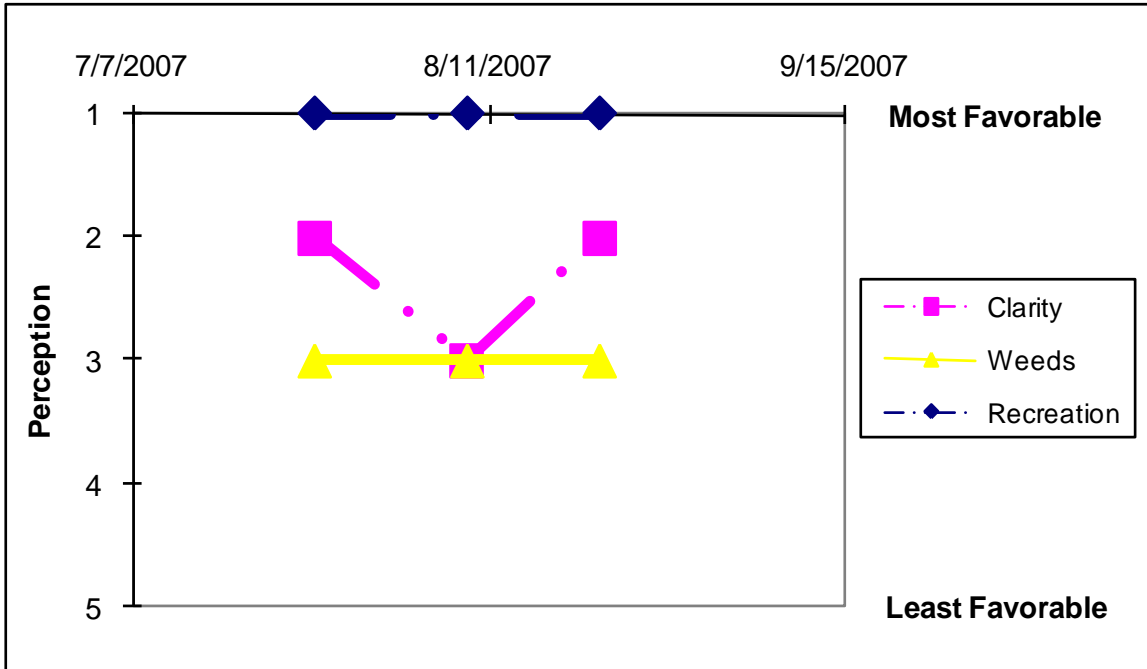 7/7/2007 8/11/2007 9/15/2007
1 Most Favorable
2
3
4
5 Least Favorable
Perception
Clarity
Weeds
Recreation